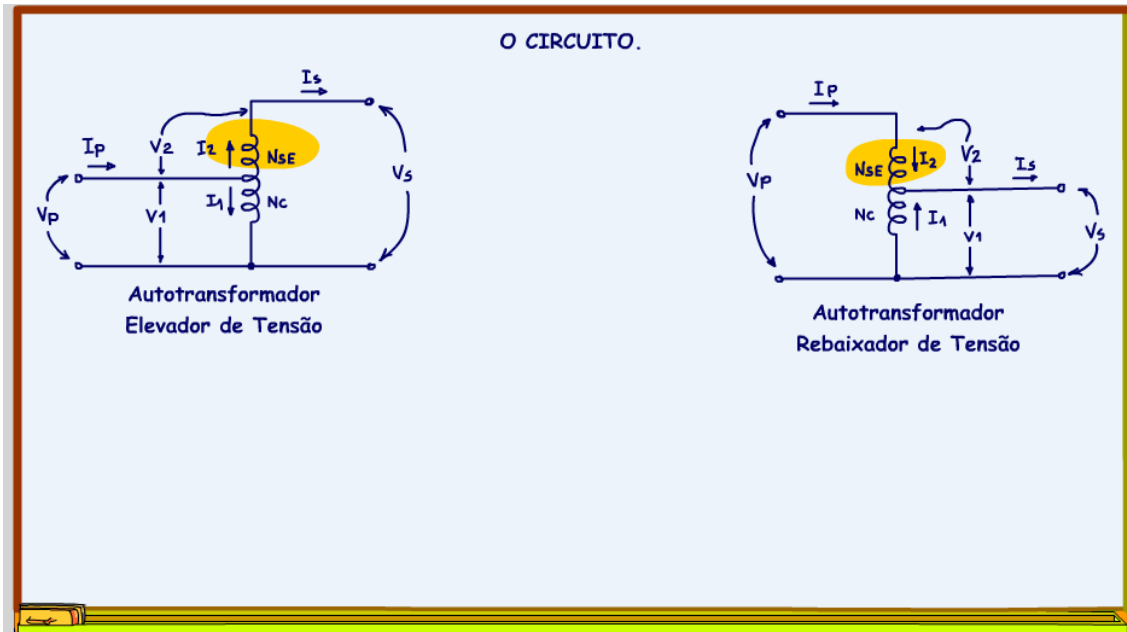 O CIRCUITO.
Is
Ip
V2
I2
NSE
Vs
Vp
V1
I1
Nc
Autotransformador
Elevador de Tensão
Ip
Vp
NSE
I2
V2
Is
Nc
I1
V1
Vs
Autotransformador
Rebaixador de Tensão